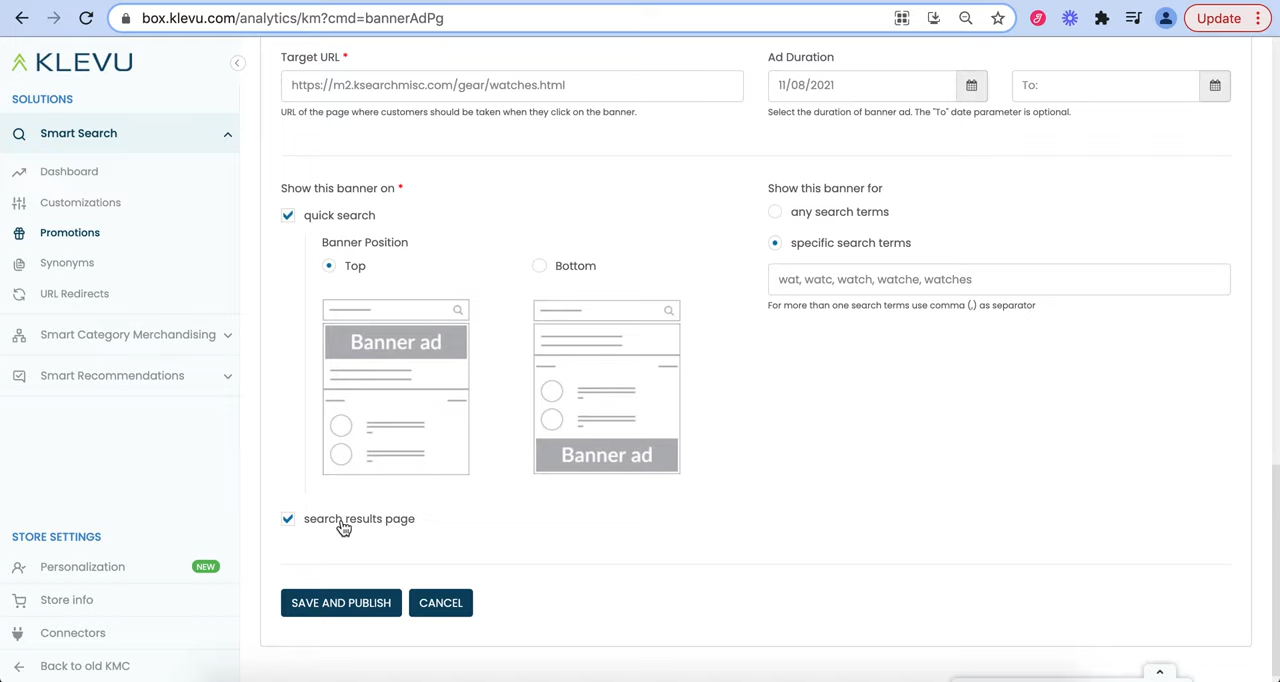 box.klevu.com/analytics/km?cmd=bannerAdPg
Update
KLEVU
SOLUTIONS
Smart Search
Dashboard
Customizations
Promotions
Synonyms
URL Redirects
Smart Category Merchandising
Smart Recommendations
STORE SETTINGS
Personalization NEW
Store info
Connectors
Back to old KMC
Target URL *
https://m2.ksearchmisc.com/gear/watches.html
URL of the page where customers should be taken when they click on the banner.
Ad Duration
11/08/2021 To:
Select the duration of banner ad. The "To" date parameter is optional.
Show this banner on *
quick search
Banner Position
Top Bottom
Banner ad
Banner ad
search results page
Show this banner for
any search terms
specific search terms
wat, watc, watch, watche, watches
For more than one search terms use comma (,) as separator
SAVE AND PUBLISH CANCEL